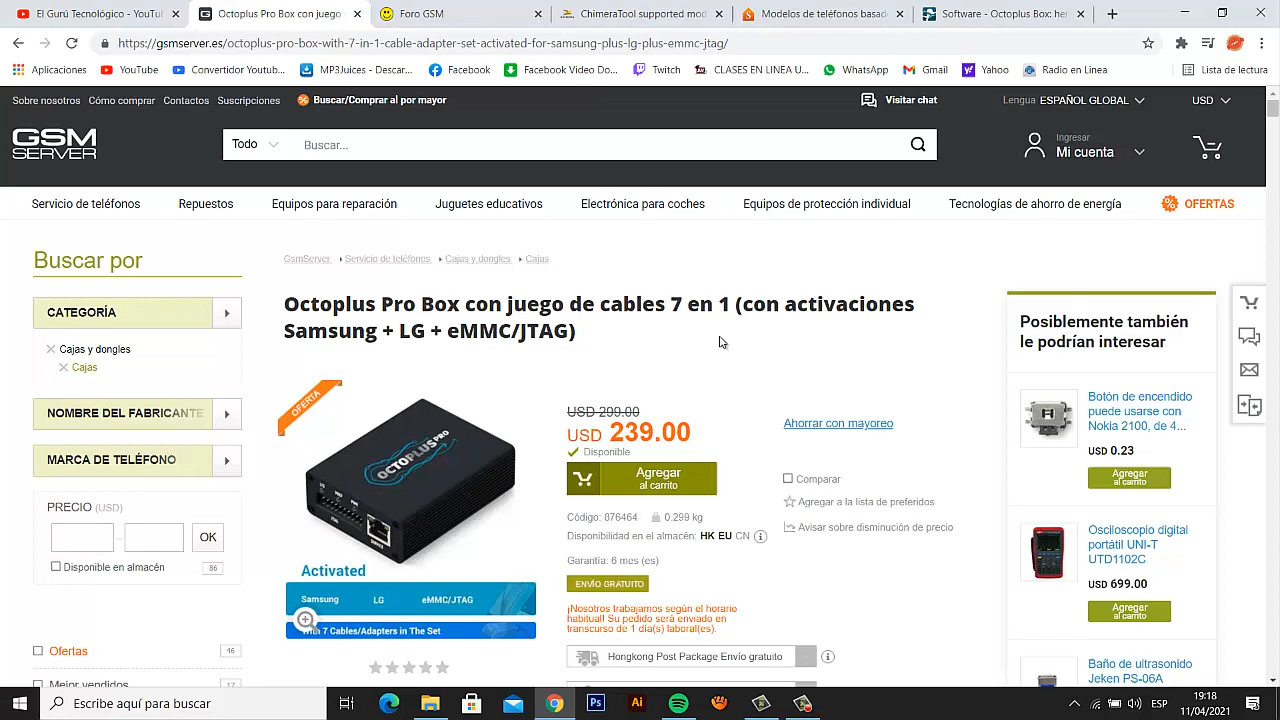 El Gurú Tecnológico - YouTub
Octoplus Pro Box con juego d
Foro GSM
ChimeraTool supported mod
Modelos de teléfonos basad
Software - Octoplus Box: her
https://gsmserver.es/octoplus-pro-box-with-7-in-1-cable-adapter-set-activated-for-samsung-plus-lg-plus-emmc-jtag/
Aplicaciones
YouTube
Convertidor Youtub...
MP3Juices - Descar...
Facebook
Facebook Video Do...
Twitch
CLASES EN LINEA U...
WhatsApp
Gmail
Yahoo
Radio en Linea
Lista de lectura
Sobre nosotros
Cómo comprar
Contactos
Suscripciones
Buscar/Comprar al por mayor
Visitar chat
Lengua ESPAÑOL GLOBAL
USD
GSM
SERVER
Todo
Buscar...
Ingresar
Mi cuenta
Servicio de teléfonos
Repuestos
Equipos para reparación
Juguetes educativos
Electrónica para coches
Equipos de protección individual
Tecnologías de ahorro de energía
OFERTAS
Buscar por
CATEGORÍA
Cajas y dongles
Cajas
NOMBRE DEL FABRICANTE
MARCA DE TELÉFONO
PRECIO (USD)
OK
Disponible en almacén
86
Ofertas
46
Mejor vendidos
17
GsmServer
Servicio de teléfonos
Cajas y dongles
Cajas
Octoplus Pro Box con juego de cables 7 en 1 (con activaciones
Samsung + LG + eMMC/JTAG)
OFERTA
OCTOPLUS PRO
Activated
Samsung
LG
eMMC/JTAG
With 7 Cables/Adapters in The Set
USD 299.00
USD 239.00
Disponible
Agregar
al carrito
Código: 876464
0.299 kg
Disponibilidad en el almacén: HK EU CN
Garantía: 6 mes (es)
ENVÍO GRATUITO
¡Nosotros trabajamos según el horario
habitual! Su pedido será enviado en
transcurso de 1 día(s) laboral(es).
Hongkong Post Package Envío gratuito
Ahorrar con mayoreo
Comparar
Agregar a la lista de preferidos
Avisar sobre disminución de precio
Posiblemente también
le podrían interesar
Botón de encendido
puede usarse con
Nokia 2100, de 4...
USD 0.23
Agregar
al carrito
Osciloscopio digital
portátil UNI-T
UTD1102C
USD 699.00
Agregar
al carrito
Baño de ultrasonido
Jeken PS-06A
Escribe aquí para buscar
ESP
19:18
11/04/2021